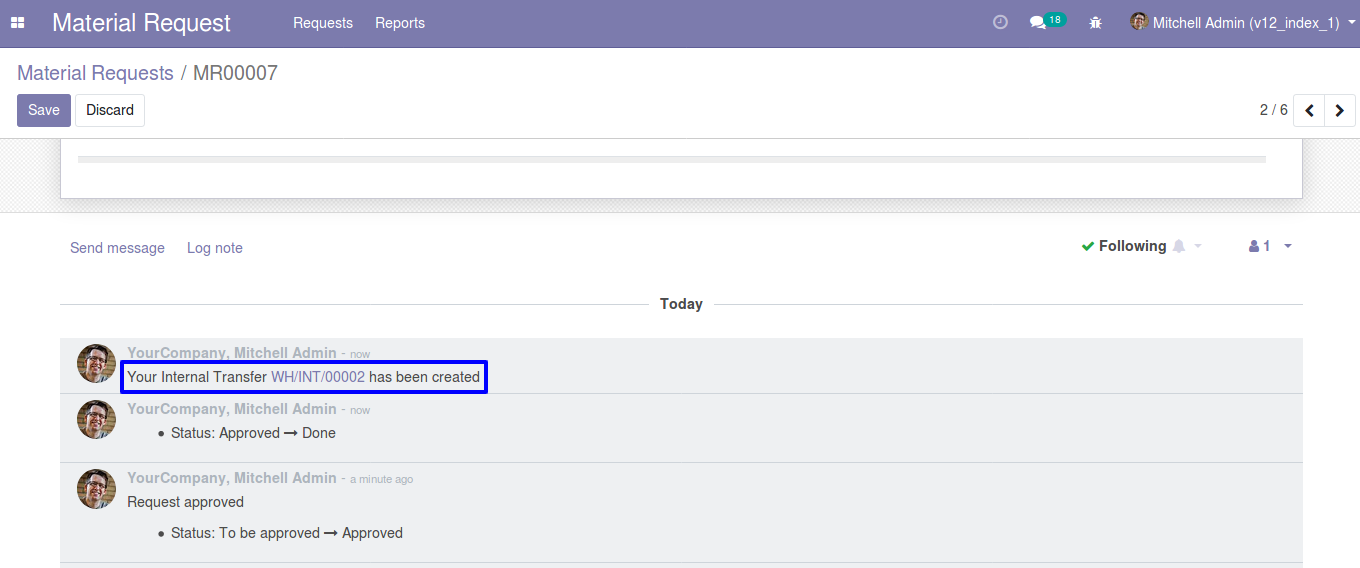 Material Request Requests Reports 18 Mitchell Admin (v12_index_1)
Material Requests / MR00007
Save Discard 2 / 6
Send message Log note Following 1
Today
YourCompany, Mitchell Admin - now
Your Internal Transfer WH/INT/00002 has been created
YourCompany, Mitchell Admin - now
• Status: Approved → Done
YourCompany, Mitchell Admin - a minute ago
Request approved
• Status: To be approved → Approved